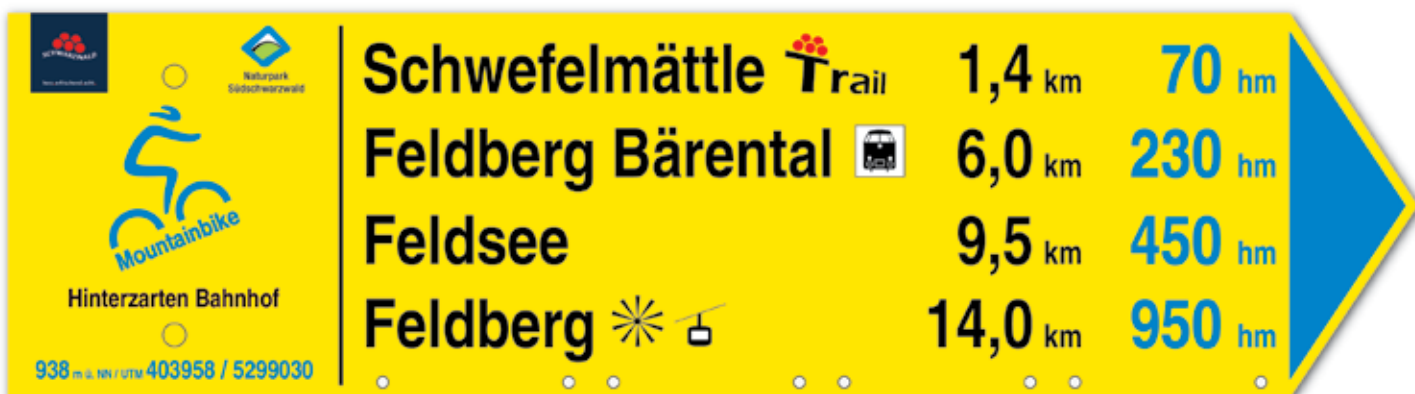 SCHWARZWALD
Naturpark
Südschwarzwald
Mountainbike
Hinterzarten Bahnhof
938 m ü. NN / UTM 403958 / 5299030
Schwefelmättle Trail 1,4 km 70 hm
Feldberg Bärental 6,0 km 230 hm
Feldsee 9,5 km 450 hm
Feldberg 14,0 km 950 hm